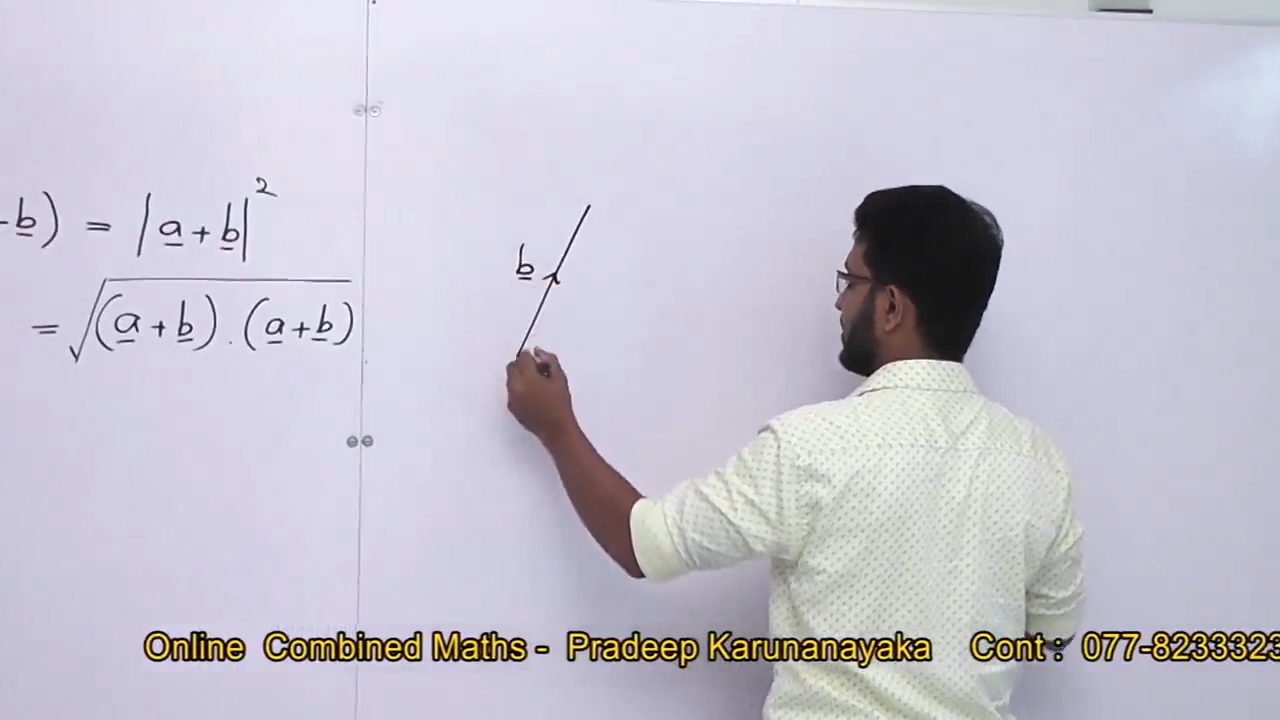 -b) = |a+b|²
= √(a+b).(a+b)
b
Online Combined Maths - Pradeep Karunanayaka Cont : 077-8233323